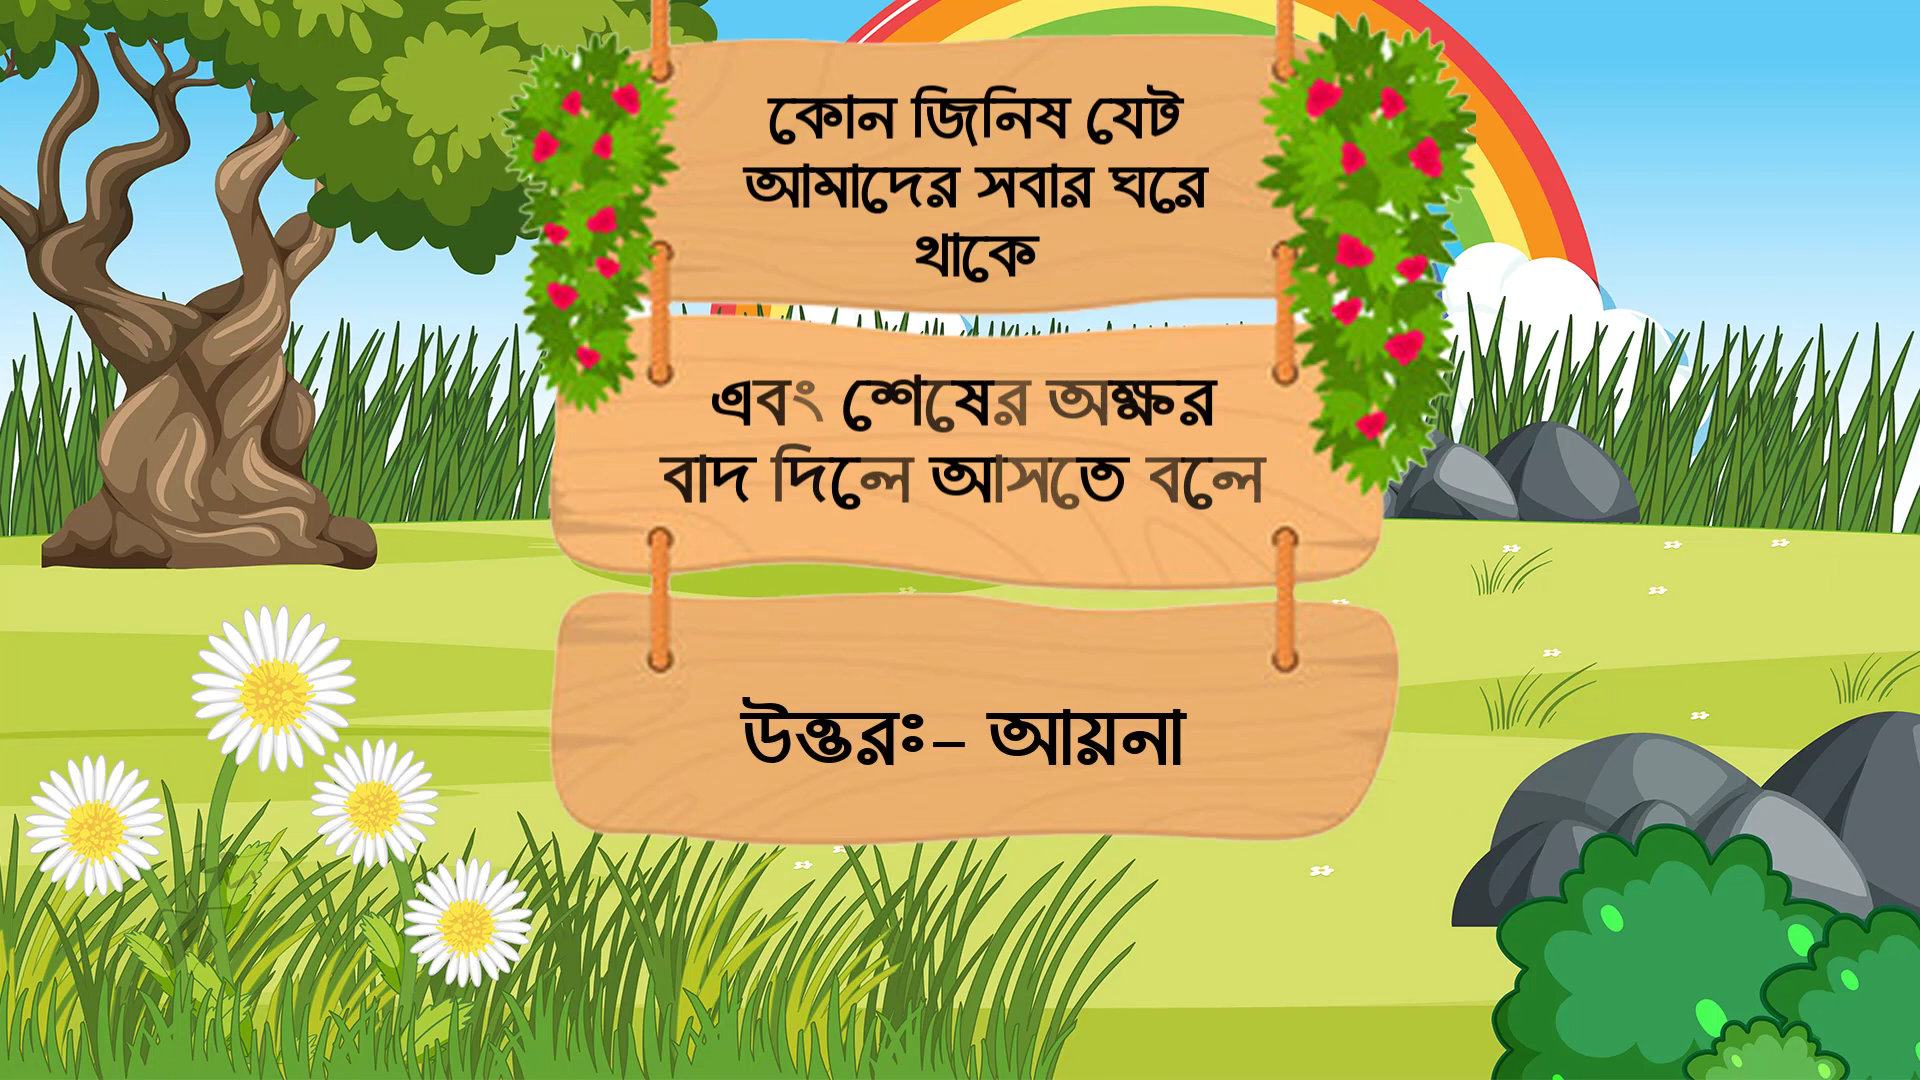 কোন জিনিষ যেট
আমাদের সবার ঘরে
থাকে
এবং শেষের অক্ষর
বাদ দিলে আসতে বলে
উত্তরঃ– আয়না